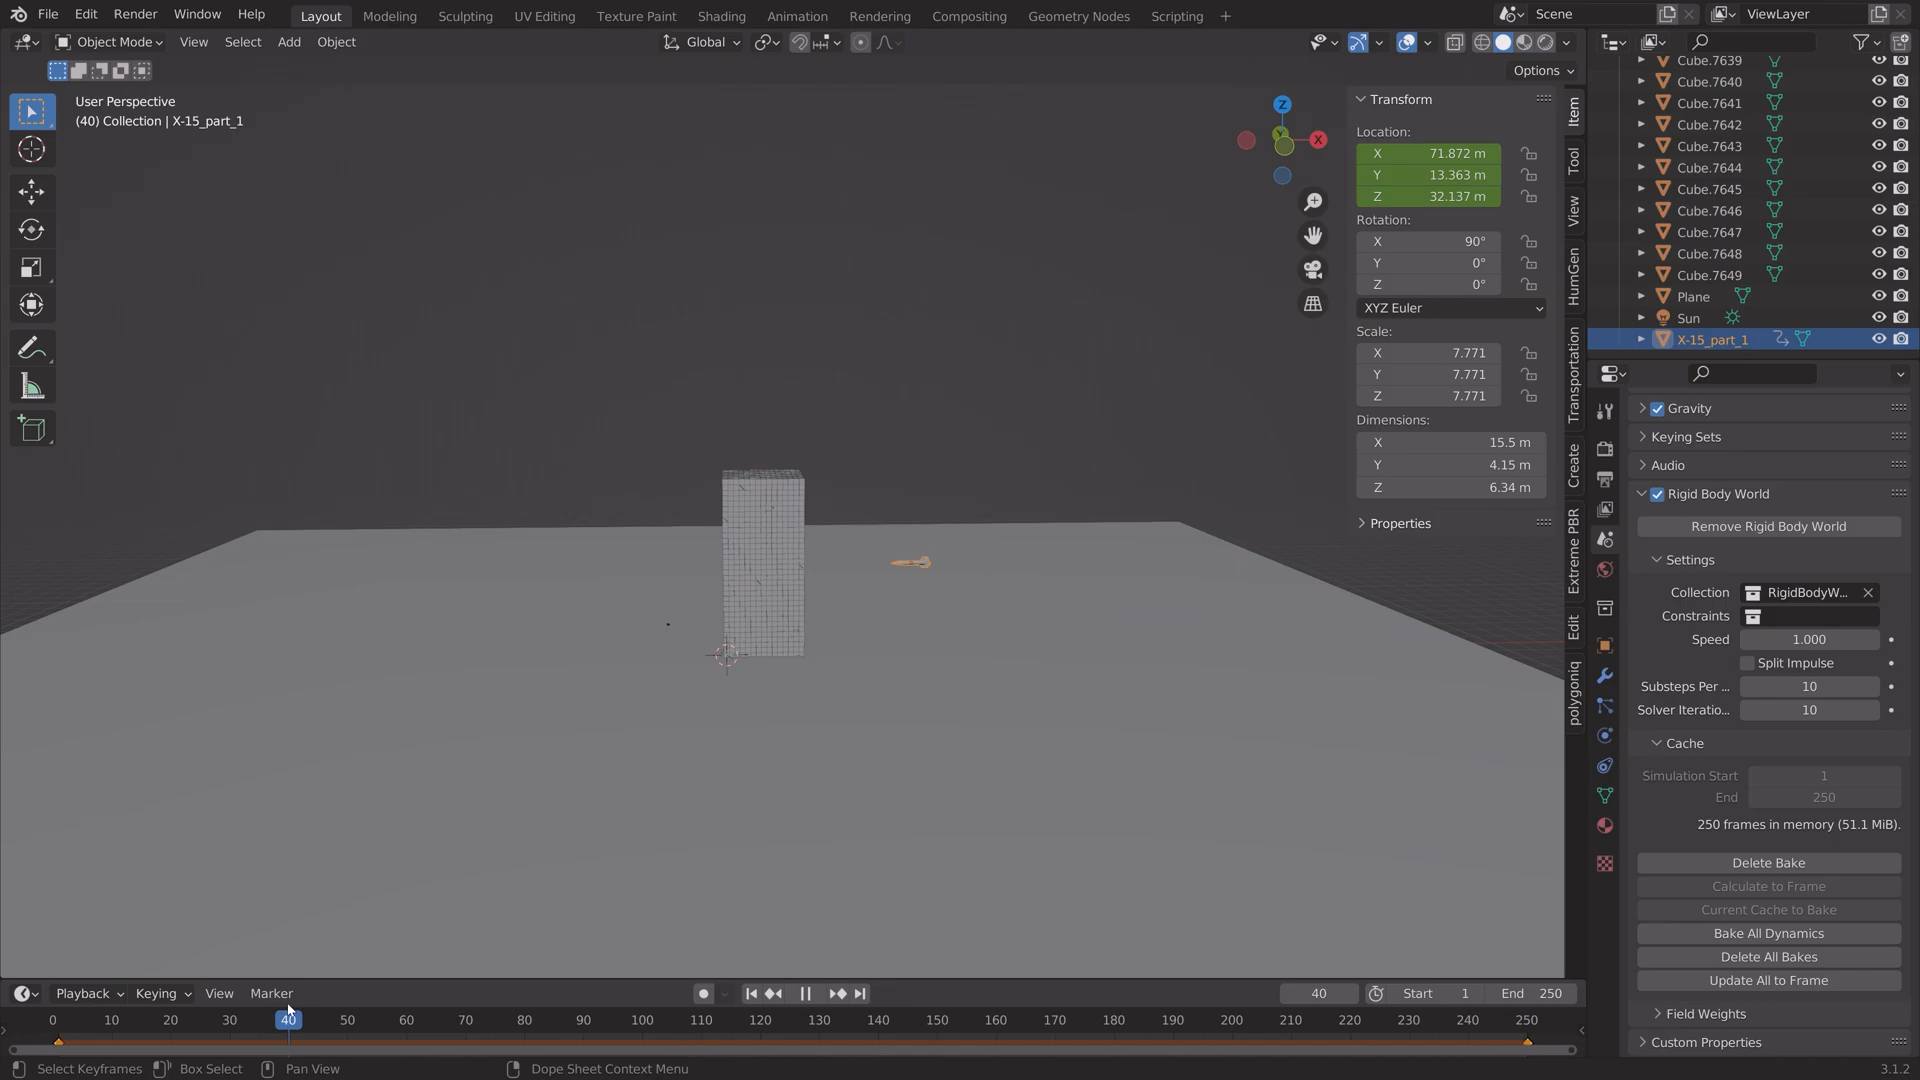 File Edit Render Window Help Layout Modeling Sculpting UV Editing Texture Paint Shading Animation Rendering Compositing Geometry Nodes Scripting + Scene ViewLayer
Object Mode View Select Add Object Global
Options
User Perspective
(40) Collection | X-15_part_1
Z
Y
X
Transform
Location:
X 71.872 m
Y 13.363 m
Z 32.137 m
Rotation:
X 90°
Y 0°
Z 0°
XYZ Euler
Scale:
X 7.771
Y 7.771
Z 7.771
Dimensions:
X 15.5 m
Y 4.15 m
Z 6.34 m
Properties
Item
Tool
View
HumGen
Transportation
Create
Extreme PBR
Edit
polygoniq
Cube.7639
Cube.7640
Cube.7641
Cube.7642
Cube.7643
Cube.7644
Cube.7645
Cube.7646
Cube.7647
Cube.7648
Cube.7649
Plane
Sun
X-15_part_1
Gravity
Keying Sets
Audio
Rigid Body World
Remove Rigid Body World
Settings
Collection RigidBodyW...
Constraints
Speed 1.000
Split Impulse
Substeps Per ... 10
Solver Iteratio... 10
Cache
Simulation Start 1
End 250
250 frames in memory (51.1 MiB).
Delete Bake
Calculate to Frame
Current Cache to Bake
Bake All Dynamics
Delete All Bakes
Update All to Frame
Field Weights
Custom Properties
Playback Keying View Marker 40 Start 1 End 250
0 10 20 30 40 50 60 70 80 90 100 110 120 130 140 150 160 170 180 190 200 210 220 230 240 250
Select Keyframes Box Select Pan View Dope Sheet Context Menu 3.1.2